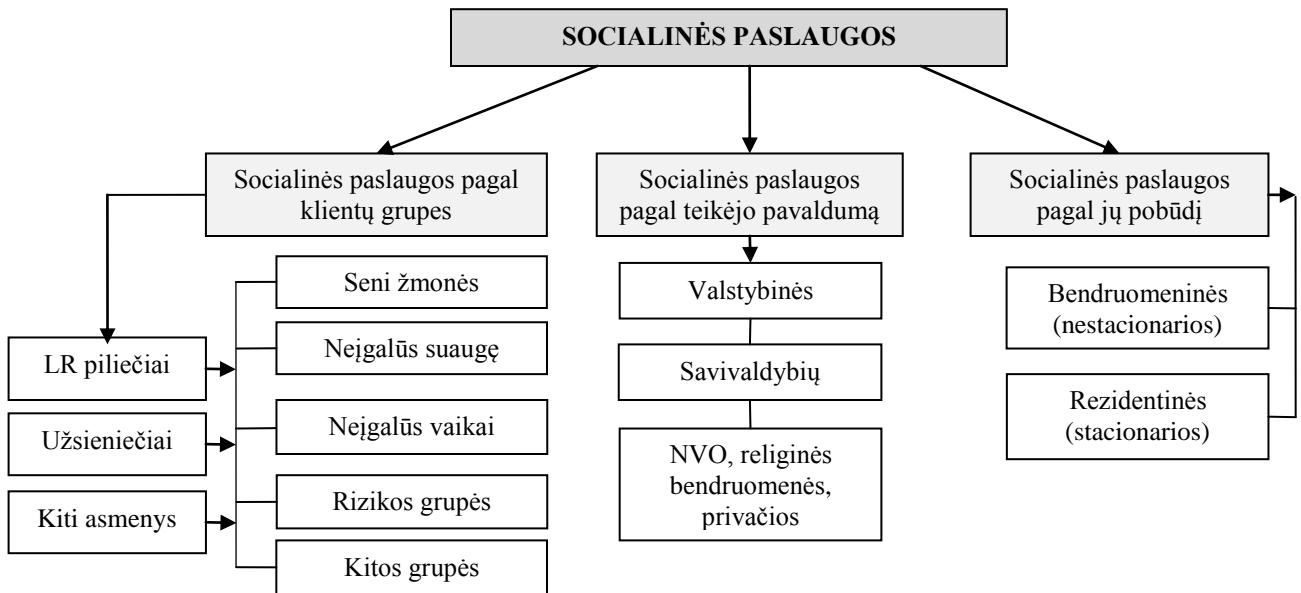 SOCIALINĖS PASLAUGOS
Socialinės paslaugos pagal
klientų grupes
Socialinės paslaugos
pagal teikėjo pavaldumą
Socialinės paslaugos
pagal jų pobūdį
LR piliečiai
Užsieniečiai
Kiti asmenys
Seni žmonės
Neįgalūs suaugę
Neįgalūs vaikai
Rizikos grupės
Kitos grupės
Valstybinės
Savivaldybių
NVO, religinės
bendruomenės,
privačios
Bendruomeninės
(nestacionarios)
Rezidentinės
(stacionarios)